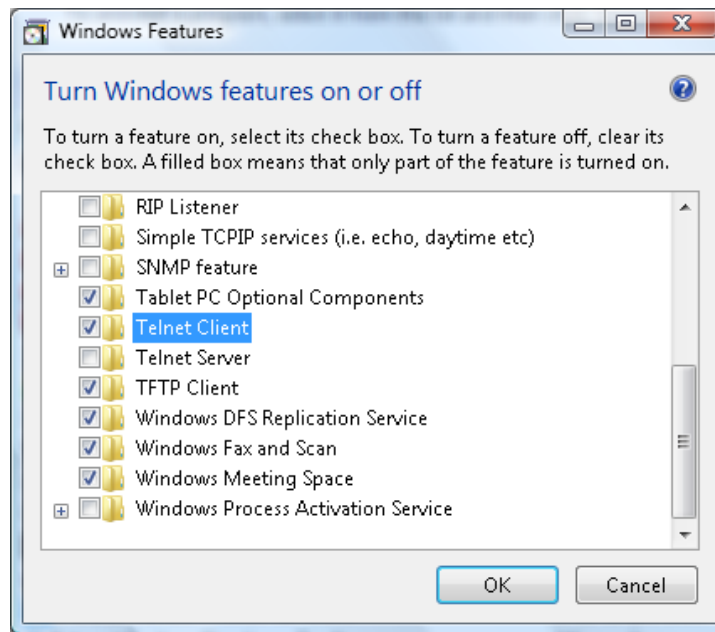 Windows Features
Turn Windows features on or off
To turn a feature on, select its check box. To turn a feature off, clear its
check box. A filled box means that only part of the feature is turned on.
RIP Listener
Simple TCPIP services (i.e. echo, daytime etc)
SNMP feature
Tablet PC Optional Components
Telnet Client
Telnet Server
TFTP Client
Windows DFS Replication Service
Windows Fax and Scan
Windows Meeting Space
Windows Process Activation Service
OK Cancel